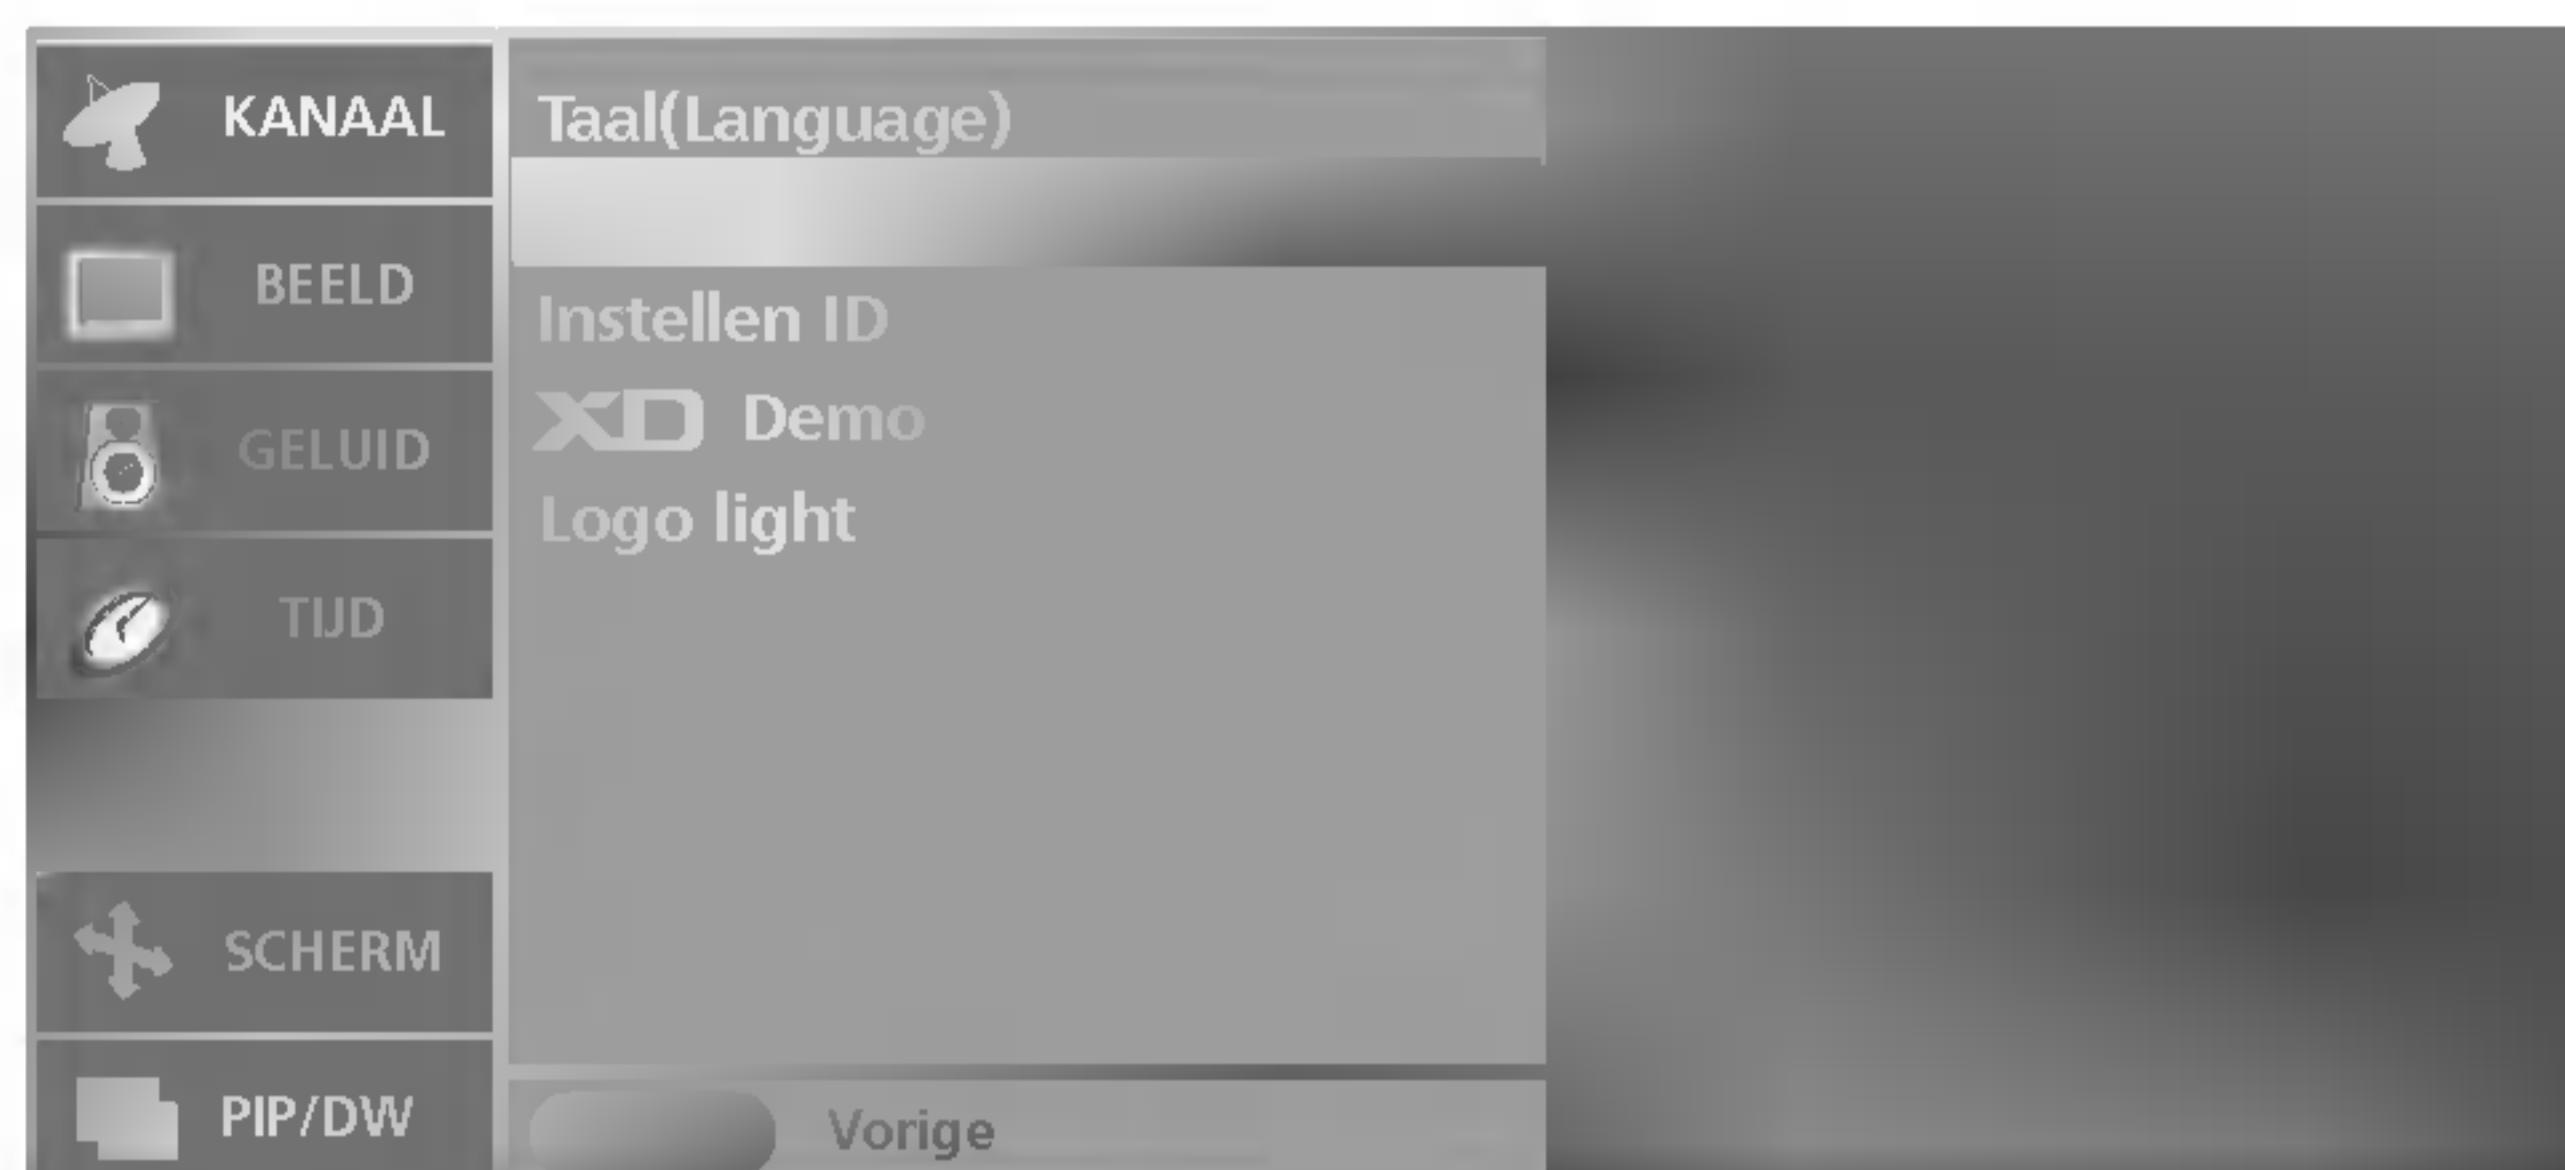 KANAAL
BEELD
GELUID
TIJD
SCHERM
PIP/DW
Taal(Language)
Instellen ID
XD Demo
Logo light
Vorige